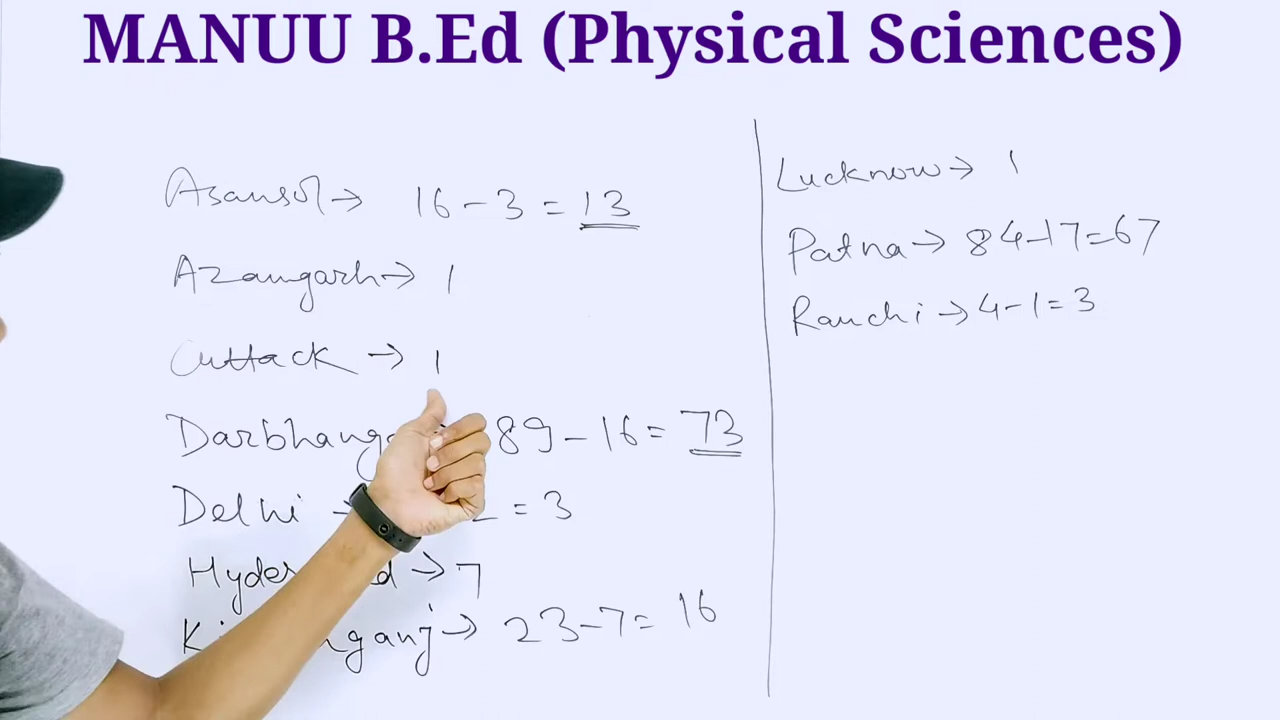 MANUU B.Ed (Physical Sciences)
Asansol → 16 - 3 = 13
Azamgarh → 1
Cuttack → 1
89 - 16 = 73
Delhi → = 3
→ 7
→ 23 - 7 = 16
Lucknow → 1
Patna → 84 - 17 = 67
Ranchi → 4 - 1 = 3